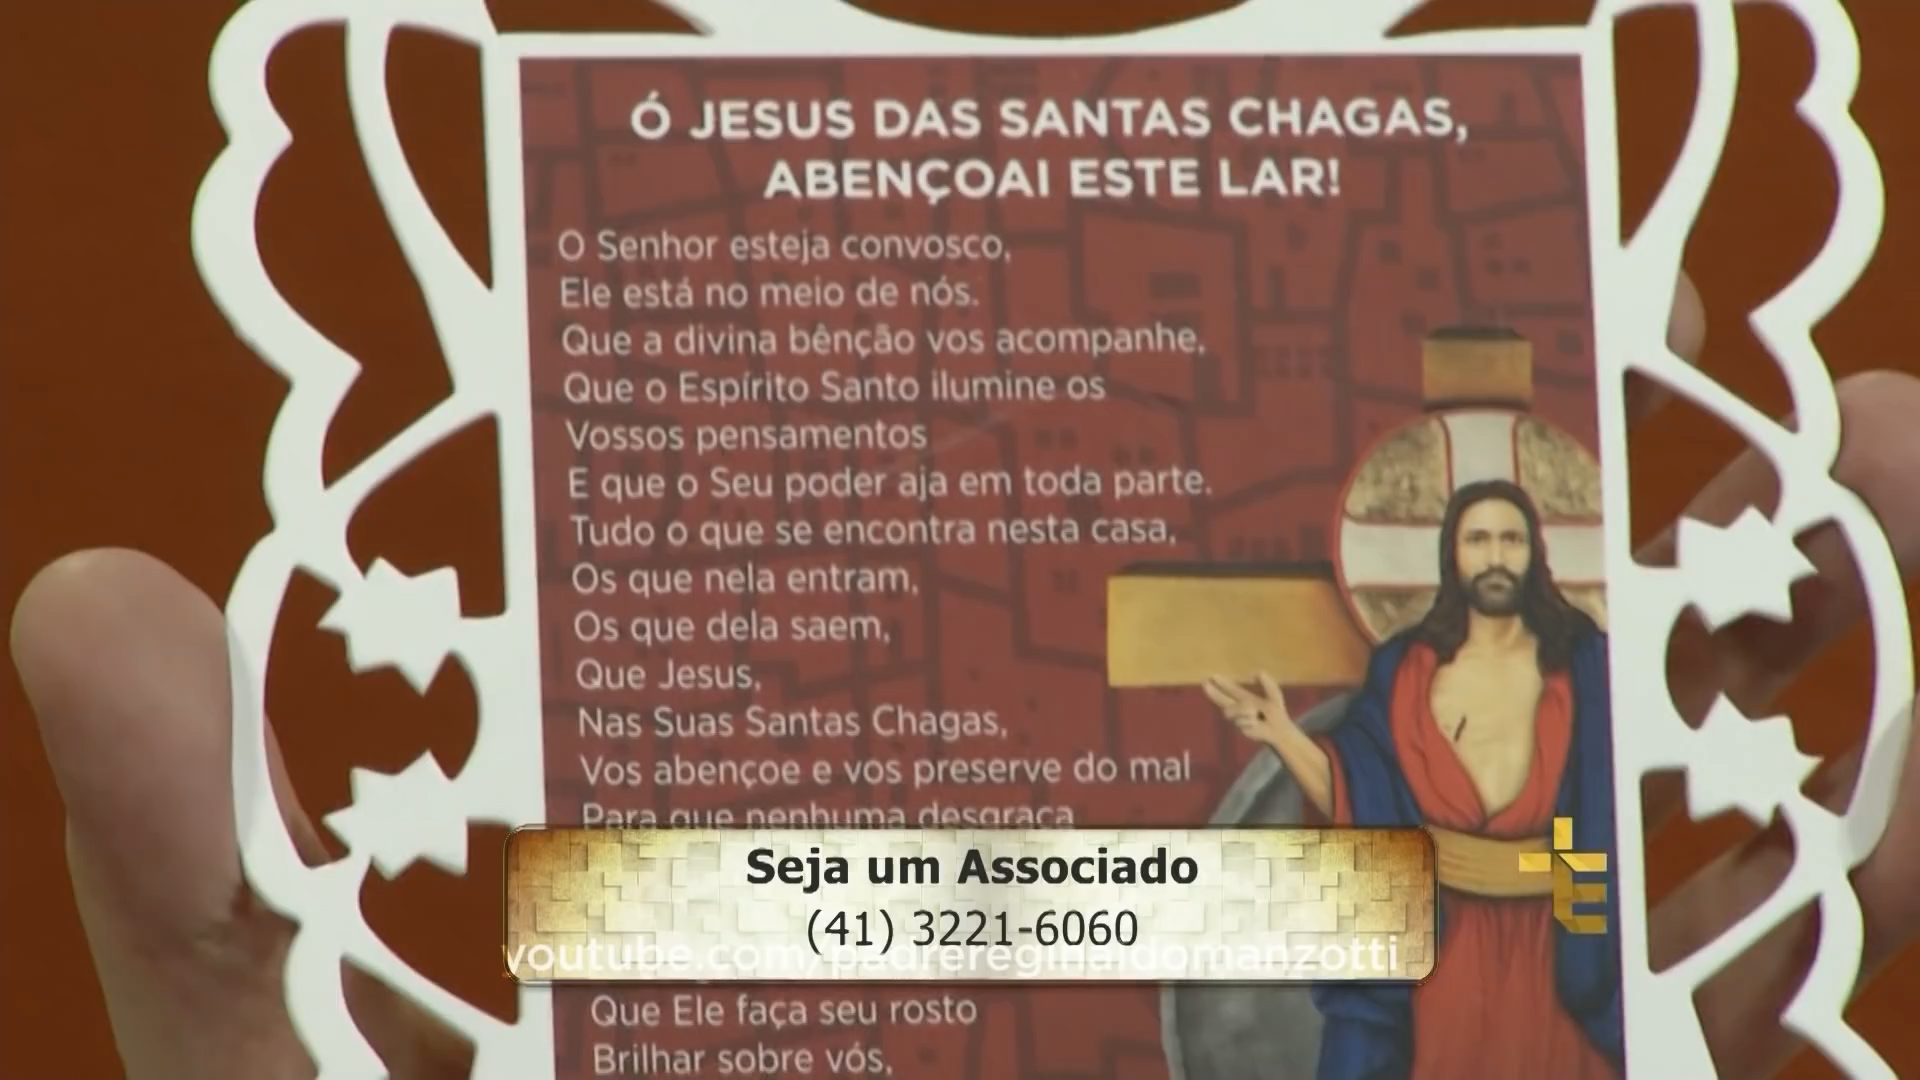 Ó JESUS DAS SANTAS CHAGAS,
ABENÇOAI ESTE LAR!
O Senhor esteja convosco,
Ele está no meio de nós.
Que a divina bênção vos acompanhe,
Que o Espírito Santo ilumine os
Vossos pensamentos
E que o Seu poder aja em toda parte.
Tudo o que se encontra nesta casa,
Os que nela entram,
Os que dela saem,
Que Jesus,
Nas Suas Santas Chagas,
Vos abençoe e vos preserve do mal
Para que nenhuma desgraça
Seja um Associado
(41) 3221-6060
youtube.com/padrereginaldomanzotti
Que Ele faça seu rosto
Brilhar sobre vós,